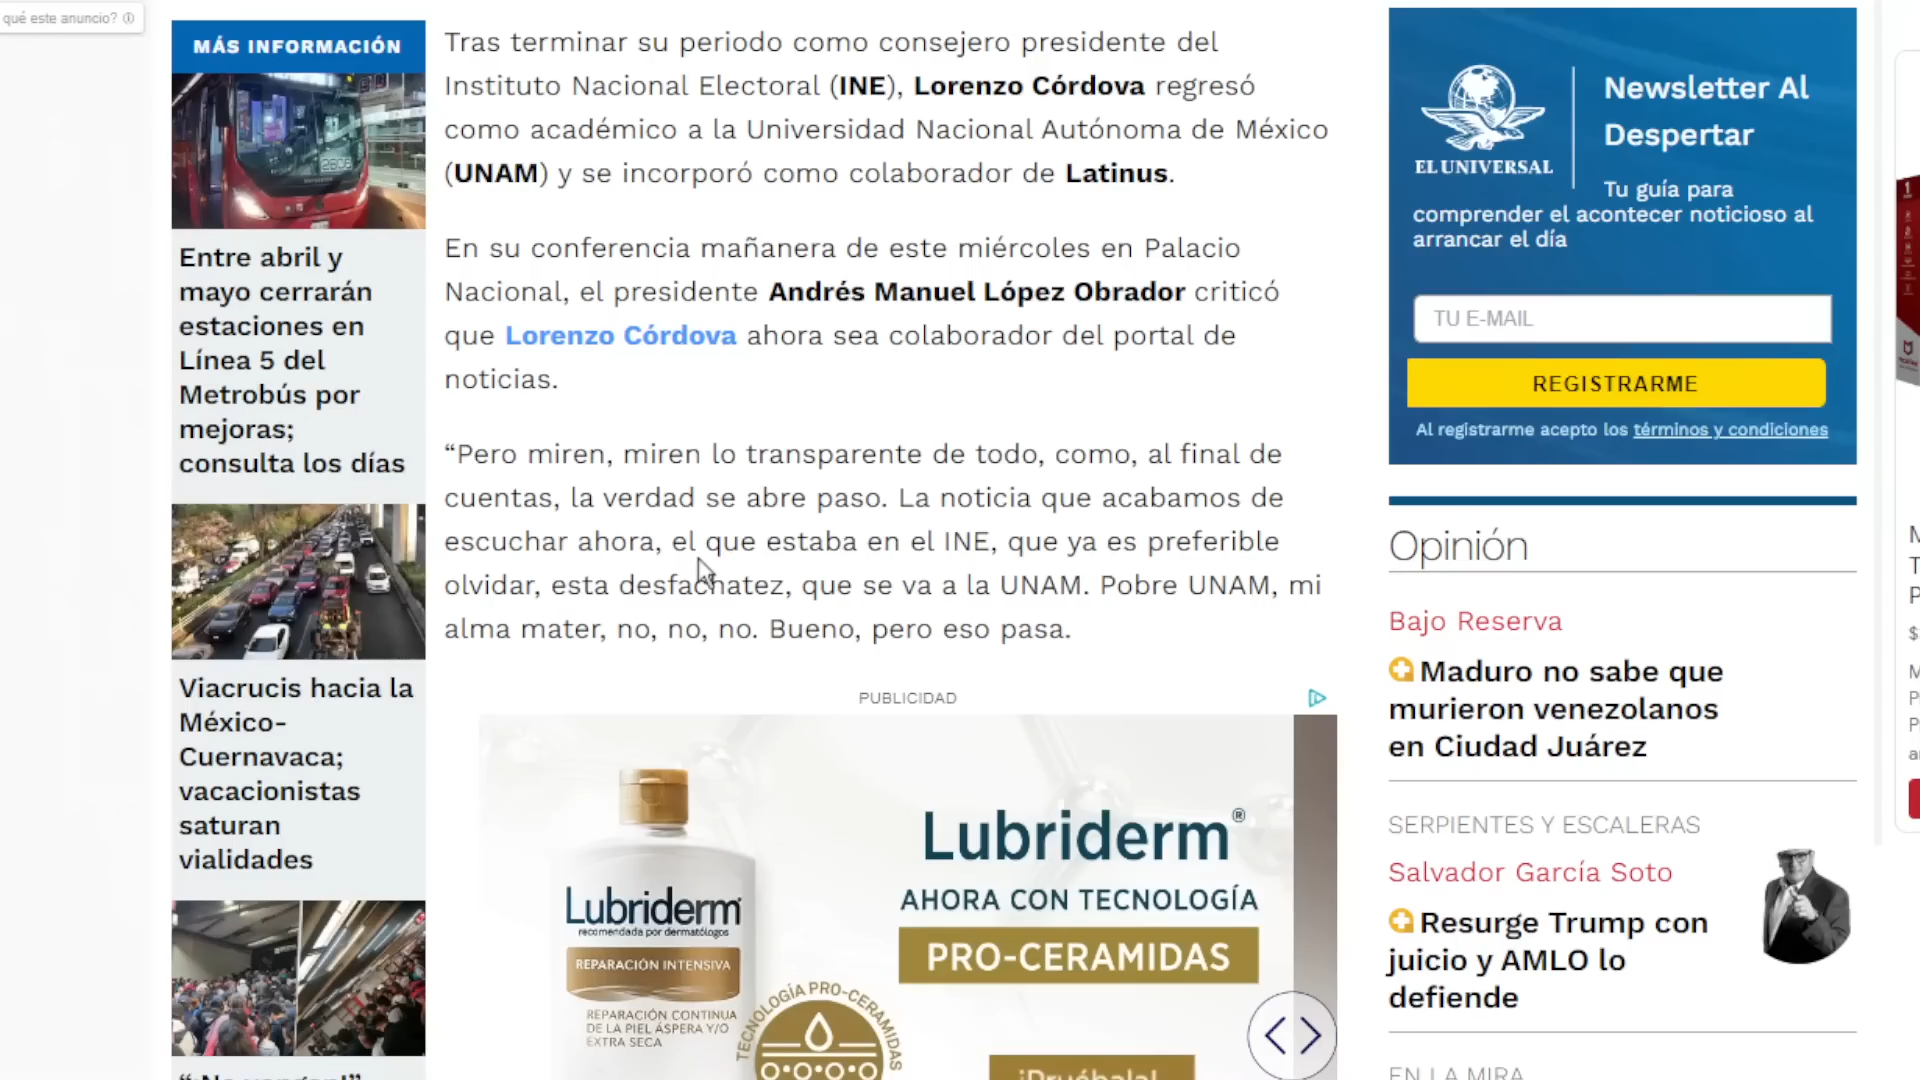 qué este anuncio?
MÁS INFORMACIÓN
Entre abril y
mayo cerrarán
estaciones en
Línea 5 del
Metrobús por
mejoras;
consulta los días
Viacrucis hacia la
México-
Cuernavaca;
vacacionistas
saturan
vialidades
Tras terminar su periodo como consejero presidente del
Instituto Nacional Electoral (INE), Lorenzo Córdova regresó
como académico a la Universidad Nacional Autónoma de México
(UNAM) y se incorporó como colaborador de Latinus.
En su conferencia mañanera de este miércoles en Palacio
Nacional, el presidente Andrés Manuel López Obrador criticó
que Lorenzo Córdova ahora sea colaborador del portal de
noticias.
“Pero miren, miren lo transparente de todo, como, al final de
cuentas, la verdad se abre paso. La noticia que acabamos de
escuchar ahora, el que estaba en el INE, que ya es preferible
olvidar, esta desfachatez, que se va a la UNAM. Pobre UNAM, mi
alma mater, no, no, no. Bueno, pero eso pasa.
PUBLICIDAD
Lubriderm
recomendada por dermatólogos
REPARACIÓN INTENSIVA
REPARACIÓN CONTINUA
DE LA PIEL ÁSPERA Y/O
EXTRA SECA
TECNOLOGÍA PRO-CERAMIDAS
Lubriderm®
AHORA CON TECNOLOGÍA
PRO-CERAMIDAS
¡Pruébala!
EL UNIVERSAL
Newsletter Al
Despertar
Tu guía para
comprender el acontecer noticioso al
arrancar el día
TU E-MAIL
REGISTRARME
Al registrarme acepto los términos y condiciones
Opinión
Bajo Reserva
Maduro no sabe que
murieron venezolanos
en Ciudad Juárez
SERPIENTES Y ESCALERAS
Salvador García Soto
Resurge Trump con
juicio y AMLO lo
defiende
EN LA MIRA